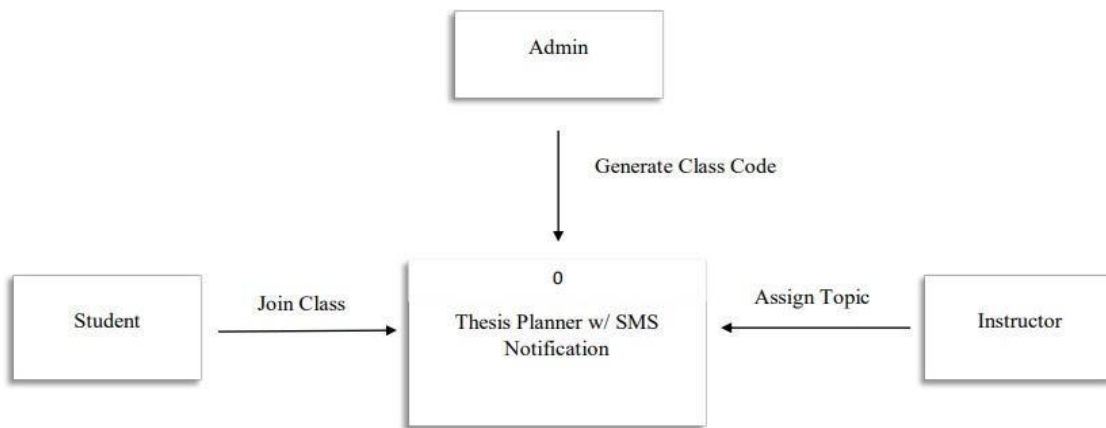 Admin
Generate Class Code
0
Thesis Planner w/ SMS
Notification
Student
Join Class
Assign Topic
Instructor